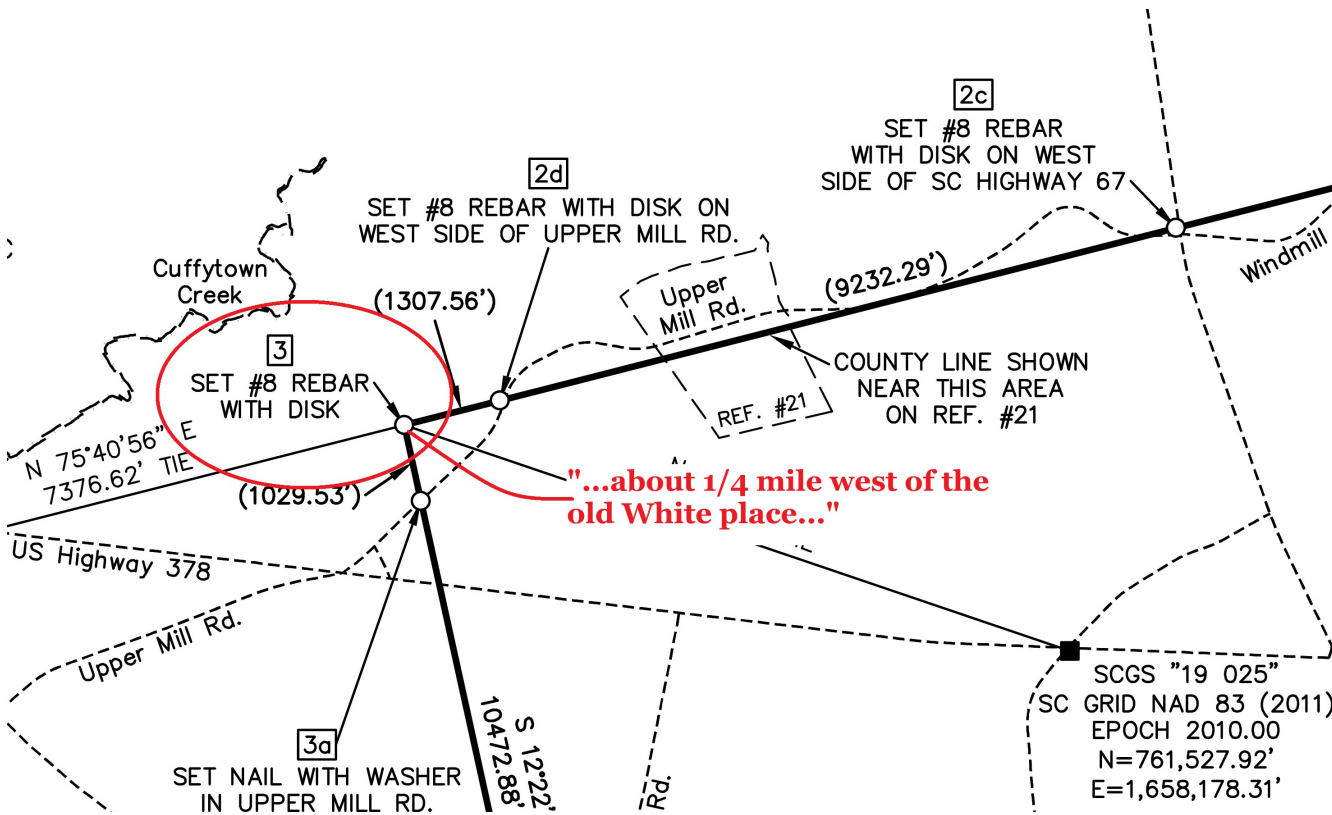 2c
SET #8 REBAR
WITH DISK ON WEST
SIDE OF SC HIGHWAY 67
2d
SET #8 REBAR WITH DISK ON
WEST SIDE OF UPPER MILL RD.
Cuffytown
Creek
(1307.56')
Upper
Mill Rd.
(9232.29')
Windmill
3
SET #8 REBAR
WITH DISK
COUNTY LINE SHOWN
NEAR THIS AREA
ON REF. #21
REF. #21
N 75°40'56" E
7376.62' TIE
(1029.53')
"...about 1/4 mile west of the
old White place..."
US Highway 378
Upper Mill Rd.
SCGS "19 025"
SC GRID NAD 83 (2011)
EPOCH 2010.00
N=761,527.92'
E=1,658,178.31'
S 12°22'
10472.88'
Rd.
3a
SET NAIL WITH WASHER
IN UPPER MILL RD.